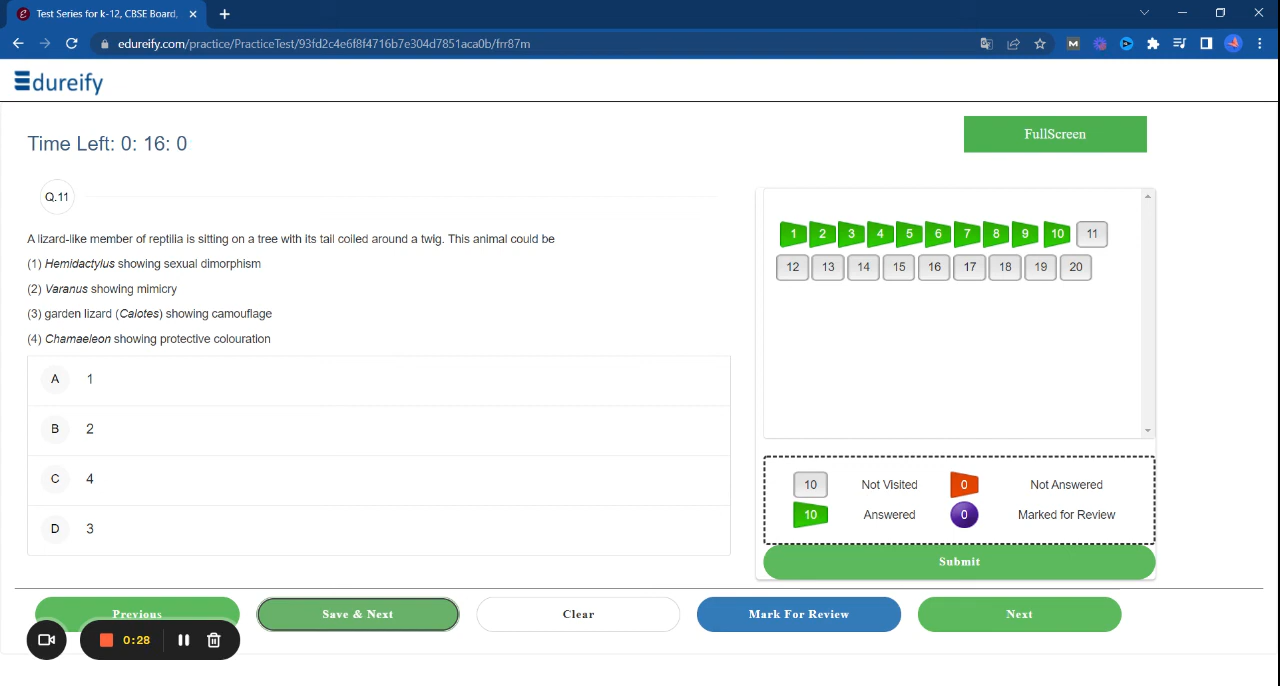 Test Series for k-12, CBSE Board,
edureify.com/practice/PracticeTest/93fd2c4e6f8f4716b7e304d7851aca0b/frr87m
Edureify
Time Left: 0: 16: 0
FullScreen
Q.11
A lizard-like member of reptilia is sitting on a tree with its tail coiled around a twig. This animal could be
(1) Hemidactylus showing sexual dimorphism
(2) Varanus showing mimicry
(3) garden lizard (Calotes) showing camouflage
(4) Chamaeleon showing protective colouration
A 1
B 2
C 4
D 3
1 2 3 4 5 6 7 8 9 10 11
12 13 14 15 16 17 18 19 20
10 Not Visited 0 Not Answered
10 Answered 0 Marked for Review
Submit
Previous Save & Next Clear Mark For Review Next
0:28